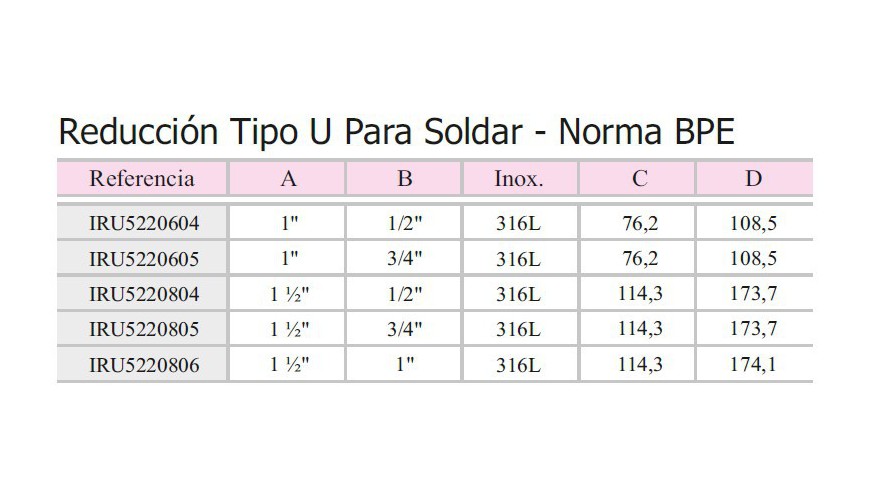 Reducción Tipo U Para Soldar - Norma BPE
Referencia A B Inox. C D
IRU5220604 1" 1/2" 316L 76,2 108,5
IRU5220605 1" 3/4" 316L 76,2 108,5
IRU5220804 1 ½" 1/2" 316L 114,3 173,7
IRU5220805 1 ½" 3/4" 316L 114,3 173,7
IRU5220806 1 ½" 1" 316L 114,3 174,1